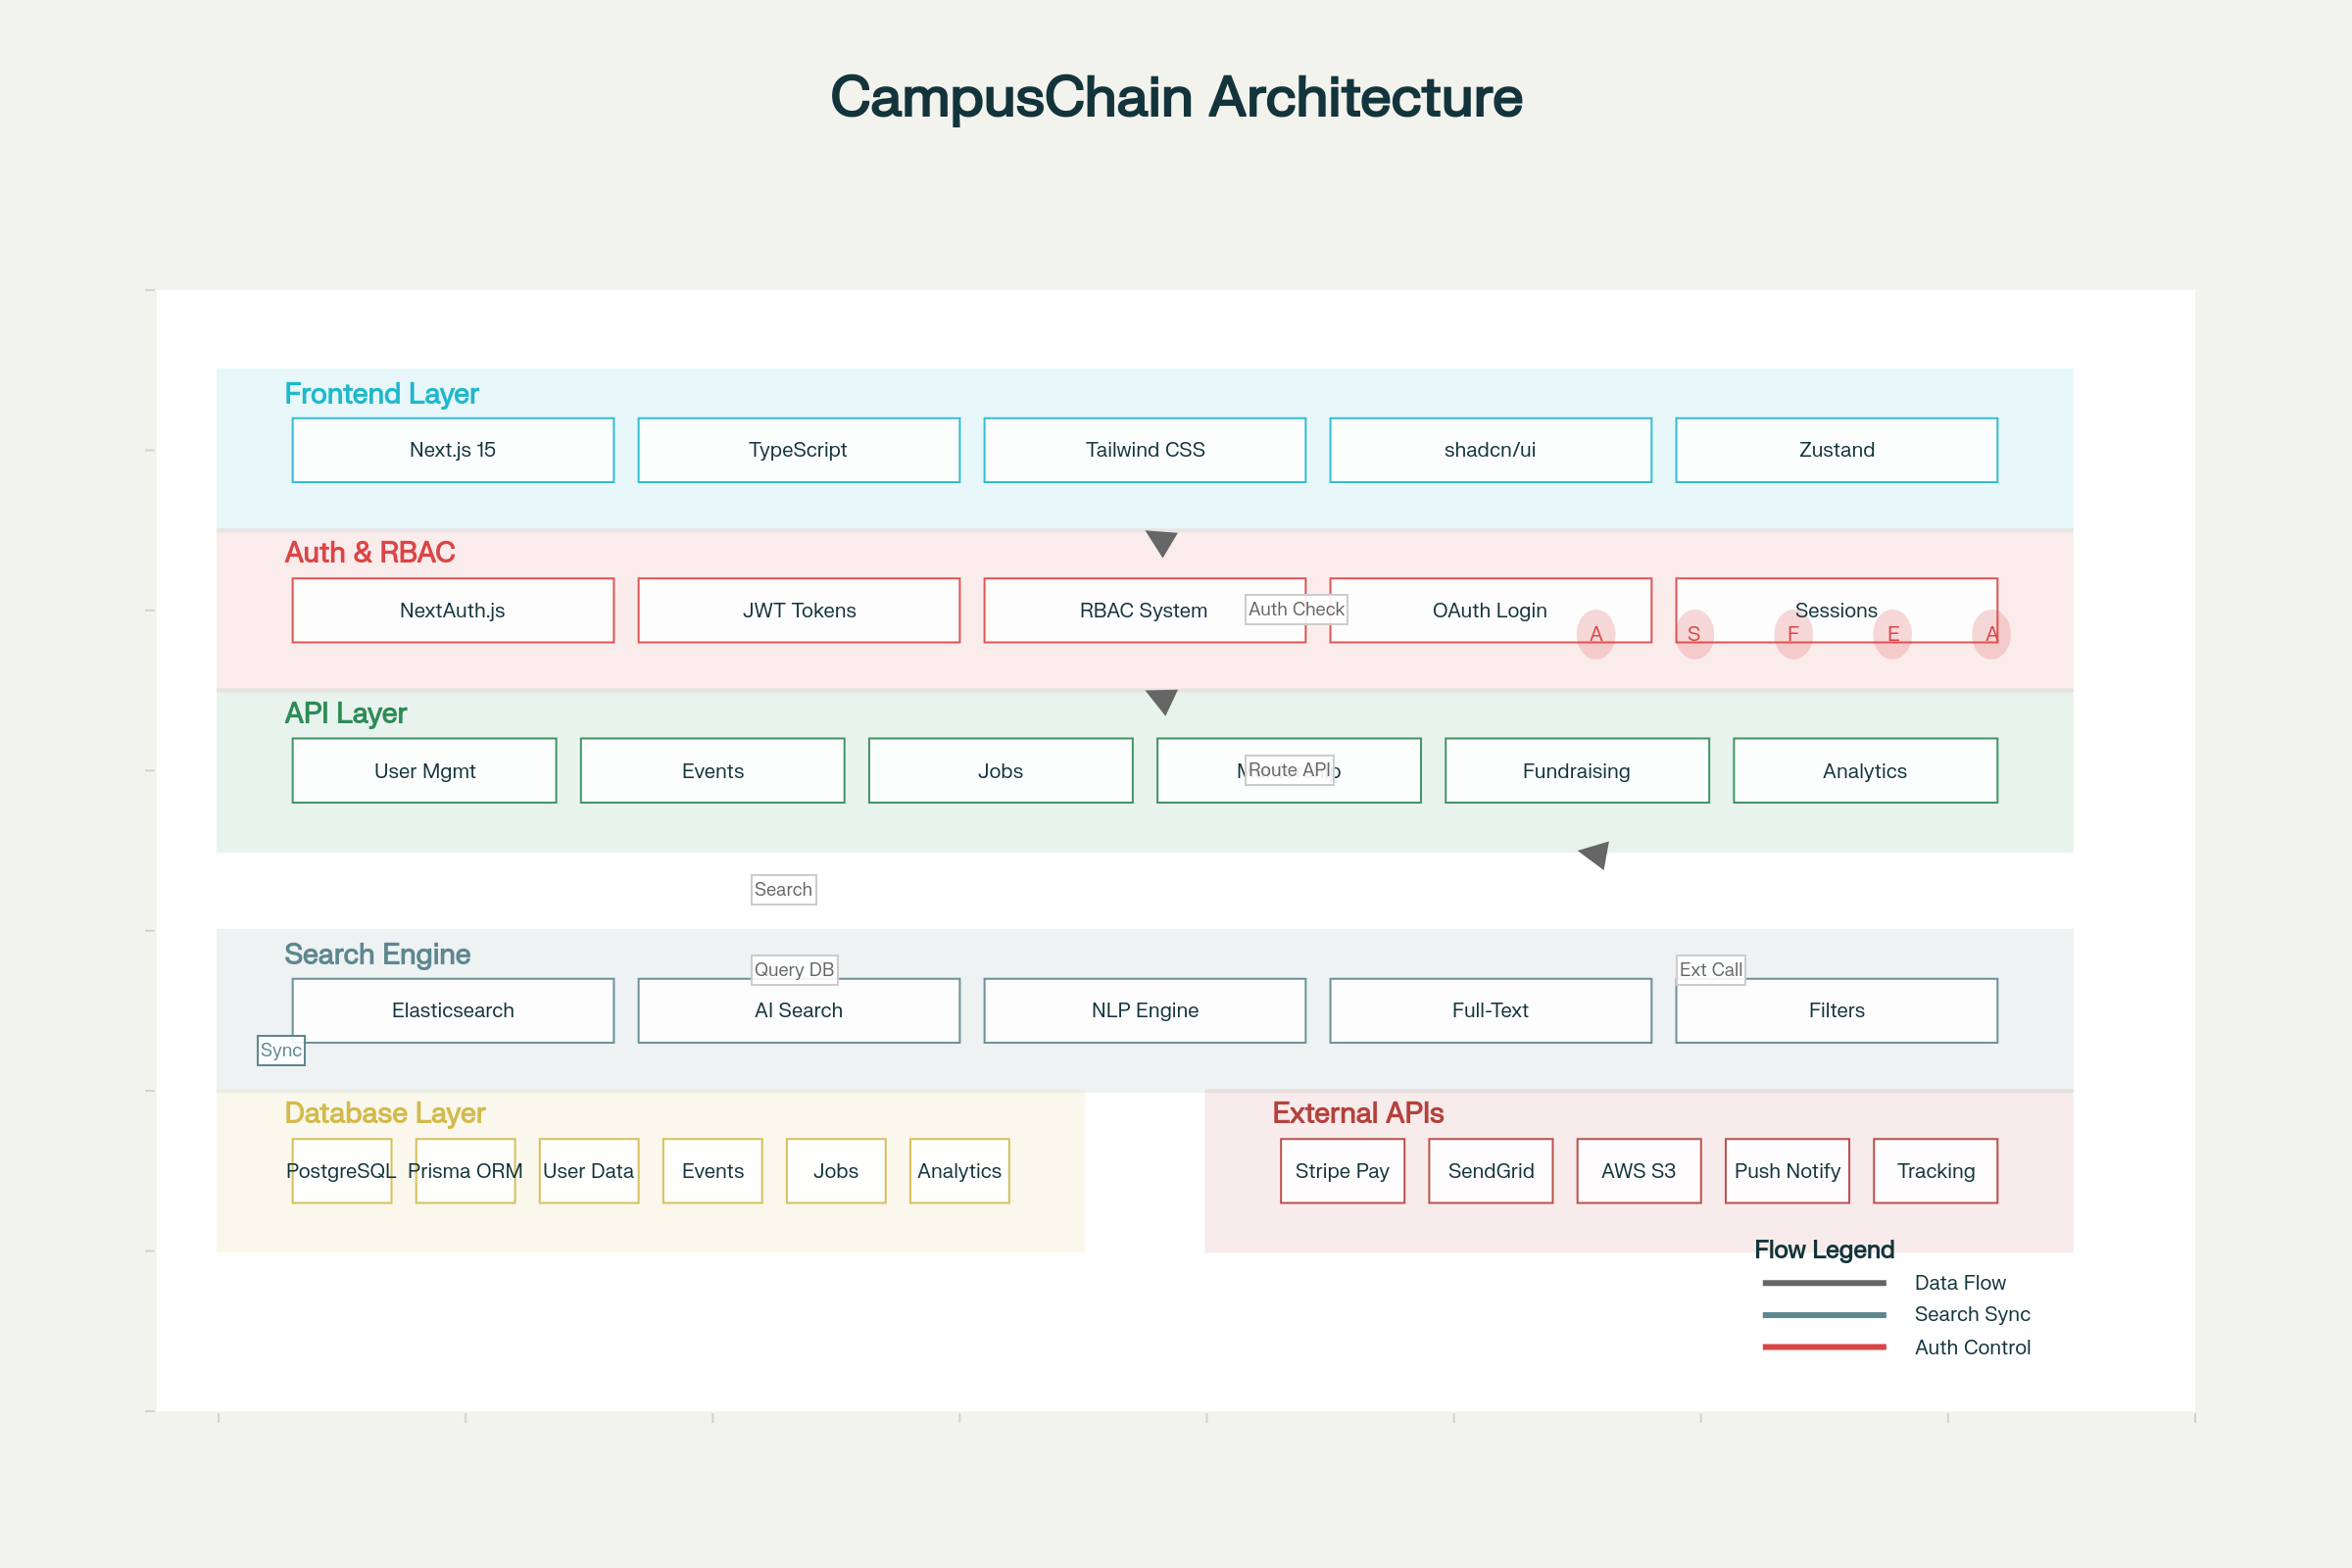 CampusChain Architecture
Frontend Layer
Next.js 15
TypeScript
Tailwind CSS
shadcn/ui
Zustand
Auth & RBAC
NextAuth.js
JWT Tokens
RBAC System
Auth Check
OAuth Login
Sessions
A
S
F
E
A
API Layer
User Mgmt
Events
Jobs
Route API
Fundraising
Analytics
Search
Search Engine
Query DB
Ext Call
Elasticsearch
AI Search
NLP Engine
Full-Text
Filters
Sync
Database Layer
PostgreSQL
Prisma ORM
User Data
Events
Jobs
Analytics
External APIs
Stripe Pay
SendGrid
AWS S3
Push Notify
Tracking
Flow Legend
Data Flow
Search Sync
Auth Control